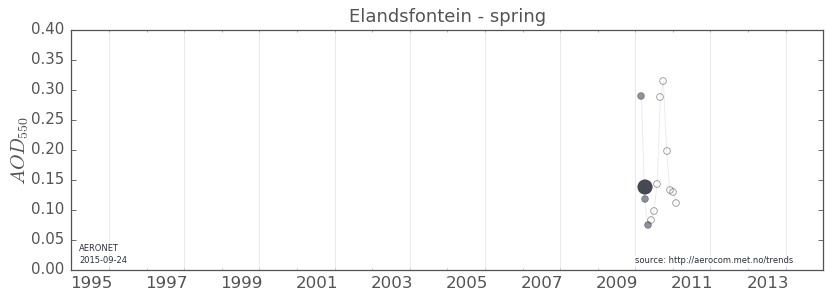 Elandsfontein - spring
0.40
0.35
0.30
0.25
0.20
0.15
0.10
0.05
0.00
AOD550
AERONET
2015-09-24
source: http://aerocom.met.no/trends
1995 1997 1999 2001 2003 2005 2007 2009 2011 2013